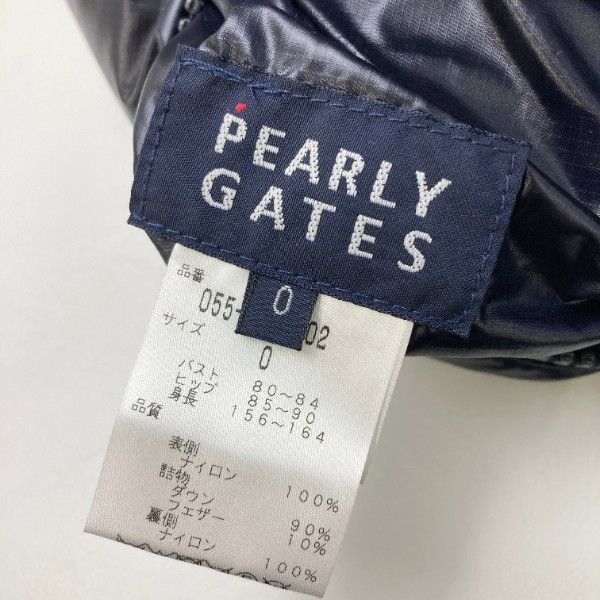 PEARLY
GATES
0
品番
055-
02
サイズ
0
バスト 80〜84
ヒップ 85〜90
身長 156〜164
品質
表側
ナイロン 100%
詰物
ダウン 90%
フェザー 10%
裏側
ナイロン 100%